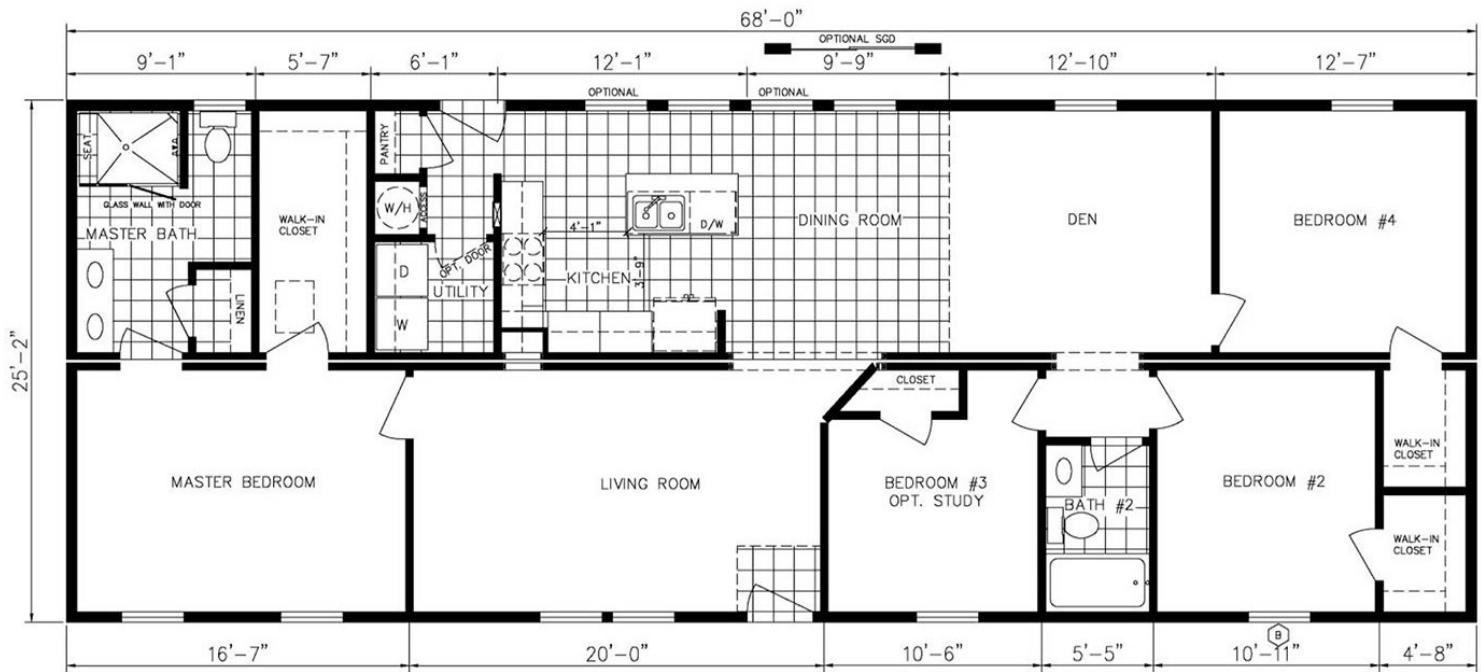 68'-0"
OPTIONAL SGD
9'-1" 5'-7" 6'-1" 12'-1" 9'-9" 12'-10" 12'-7"
OPTIONAL OPTIONAL
SEAT
PANTRY
GLASS WALL WITH DOOR
MASTER BATH
WALK-IN
CLOSET
W/H
ACCESS
D/W
4'-1"
DINING ROOM
DEN
BEDROOM #4
OPT. DOOR
D
UTILITY
KITCHEN
3'-9"
LINEN
W
25'-2"
CLOSET
MASTER BEDROOM
LIVING ROOM
BEDROOM #3
OPT. STUDY
BATH #2
BEDROOM #2
WALK-IN
CLOSET
WALK-IN
CLOSET
B
16'-7" 20'-0" 10'-6" 5'-5" 10'-11" 4'-8"